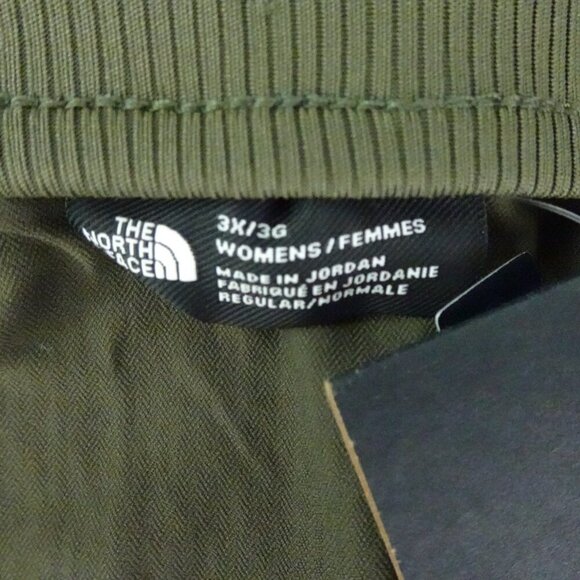 THE
NORTH
FACE
3X/3G
WOMENS/FEMMES
MADE IN JORDAN
FABRIQUÉ EN JORDANIE
REGULAR/NORMALE